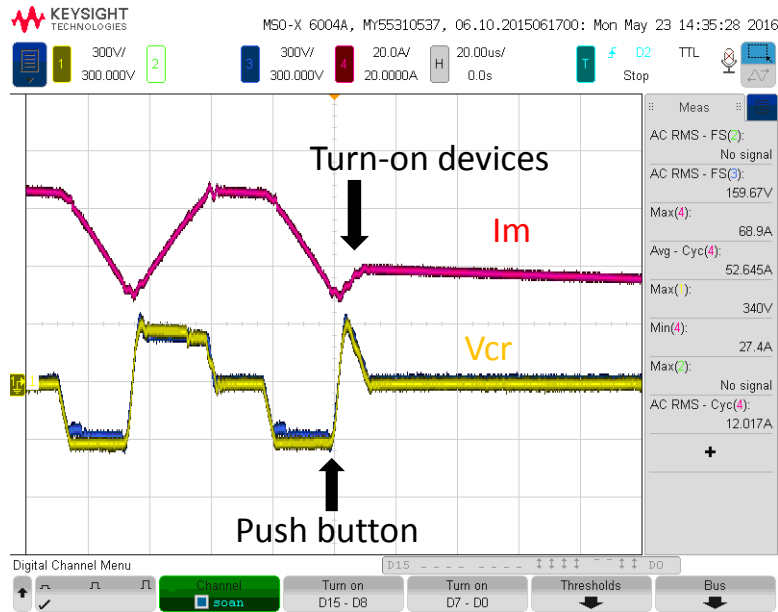 KEYSIGHT
TECHNOLOGIES
MSO-X 6004A, MY55310537, 06.10.2015061700: Mon May 23 14:35:28 2016
1 300V/ 2 3 300V/ 4 20.0A/ H 20.00us/ T D2 TTL
300.000V 300.000V 20.0000A 0.0s Stop
Meas
AC RMS - FS(2):
No signal
AC RMS - FS(3):
159.67V
Max(4):
68.9A
Avg - Cyc(4):
52.645A
Max( ):
340V
Min(4):
27.4A
Max(2):
No signal
AC RMS - Cyc(4):
12.017A
+
Turn-on devices
Im
Vcr
1
Push button
Digital Channel Menu
D15 D0
Channel
soan
Turn on
D15 - D8
Turn on
D7 - D0
Thresholds
Bus